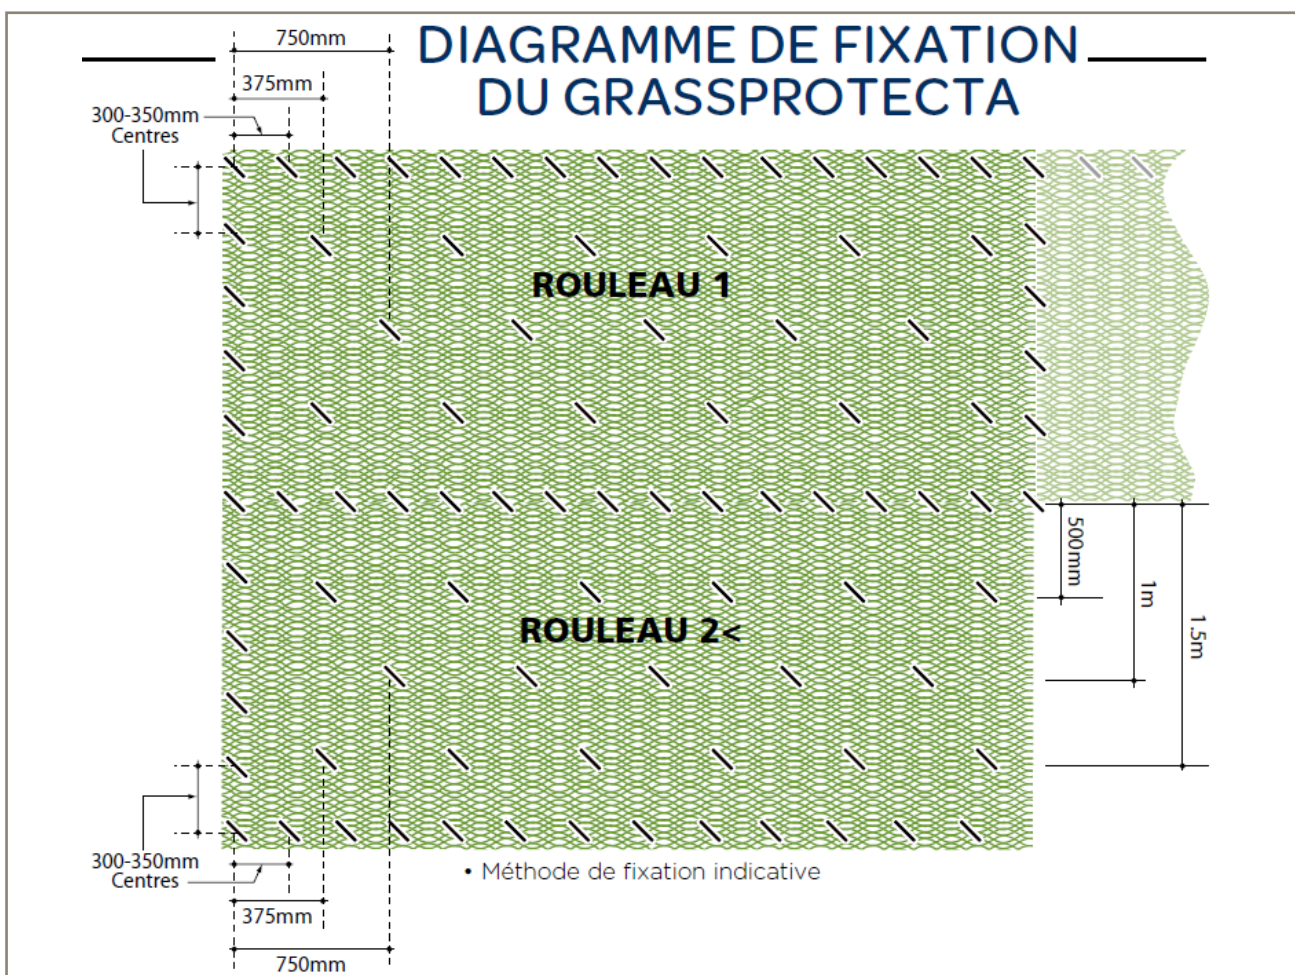 750mm
DIAGRAMME DE FIXATION
DU GRASSPROTECTA
375mm
300-350mm
Centres
ROULEAU 1
500mm
1m
1.5m
ROULEAU 2<
300-350mm
Centres
• Méthode de fixation indicative
375mm
750mm